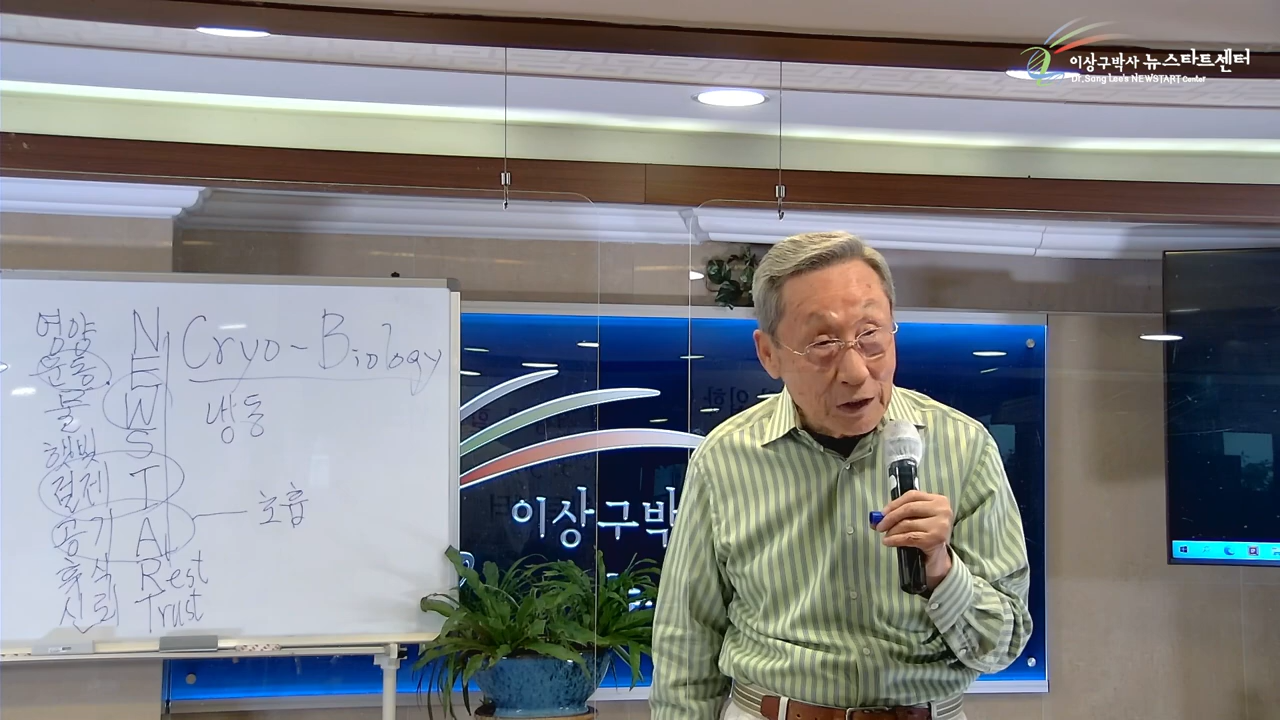 이상구박사 뉴스타트센터
Dr. Sang Lee's NEWSTART Center
영양 N
운동 E
물 W
햇빛 S
절제 T
공기 A 호흡
휴식 Rest
신뢰 Trust
Cryo-Biology
냉동
이상구박